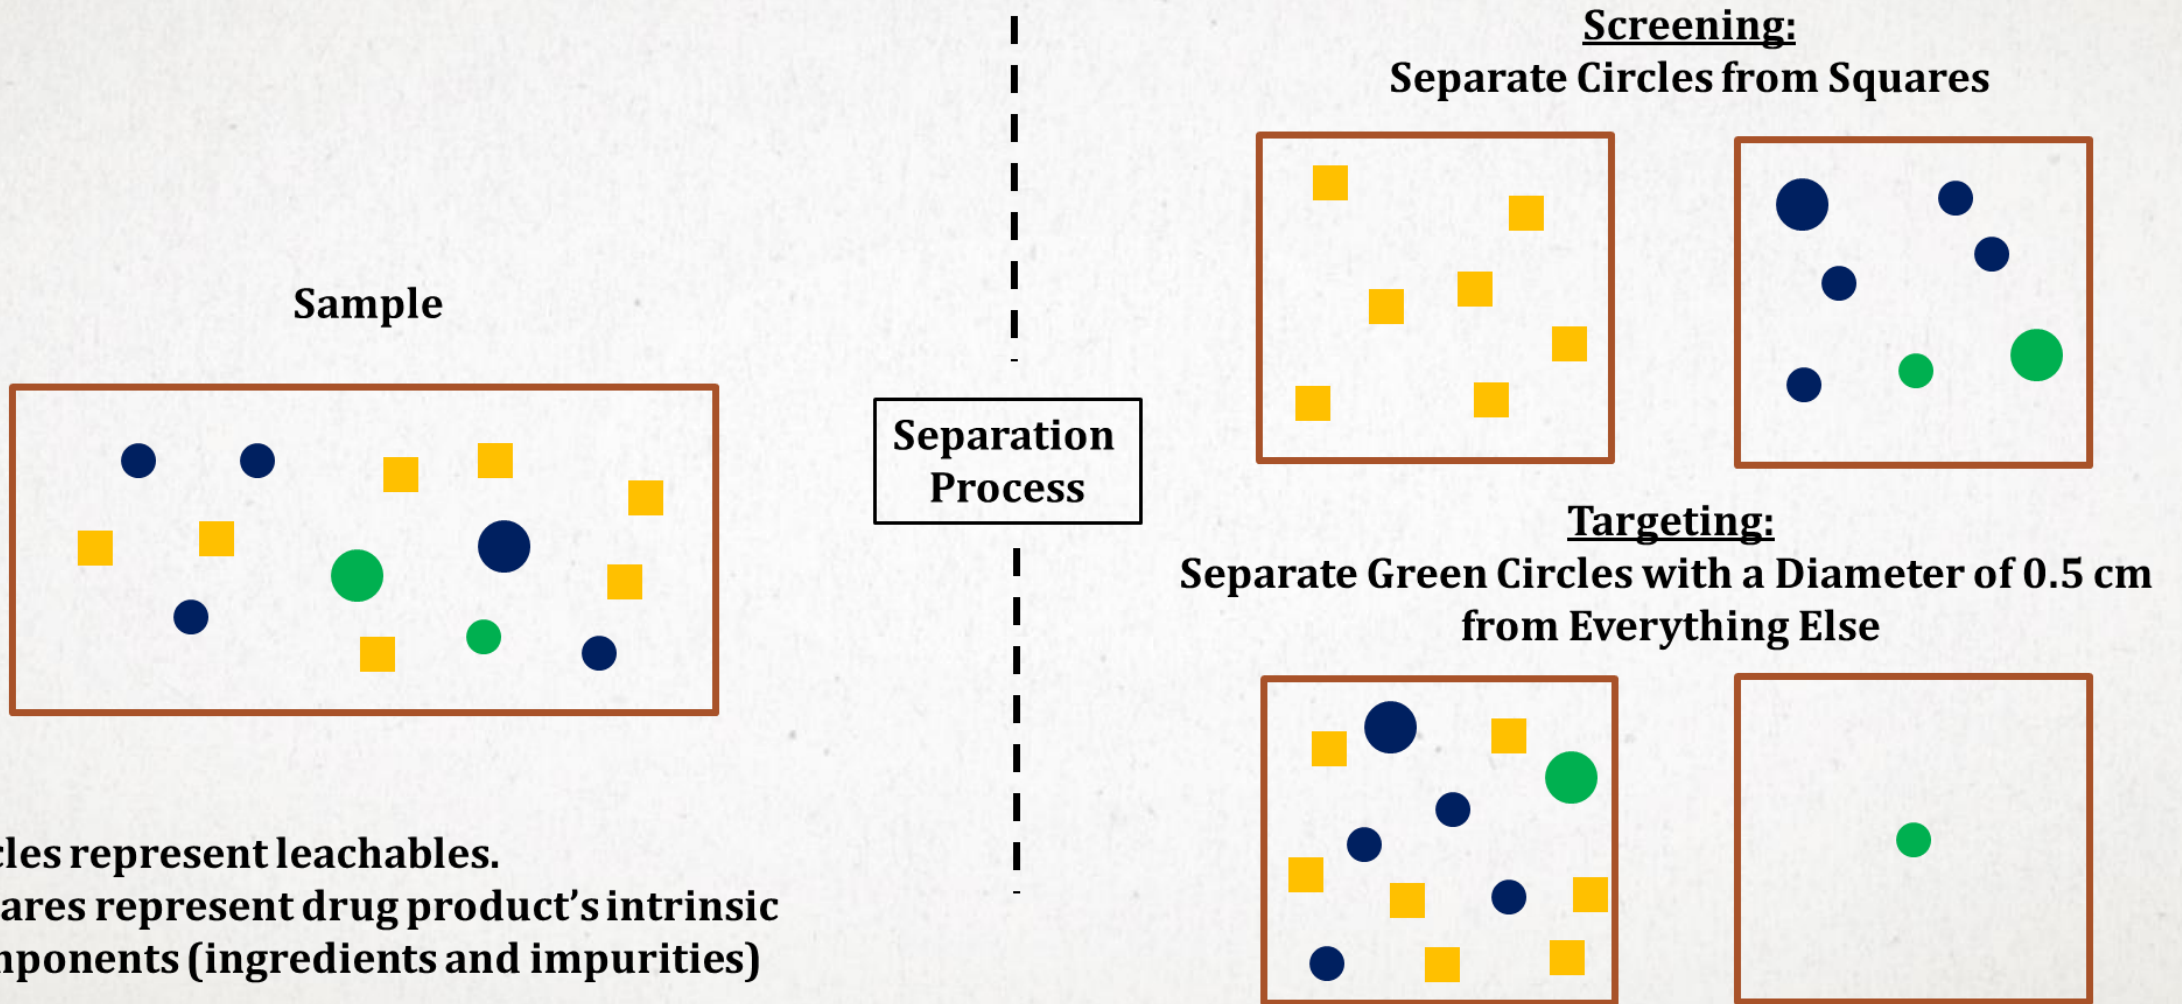 Screening:
Separate Circles from Squares
Sample
Separation
Process
Targeting:
Separate Green Circles with a Diameter of 0.5 cm
from Everything Else
cles represent leachables.
ares represent drug product’s intrinsic
mponents (ingredients and impurities)